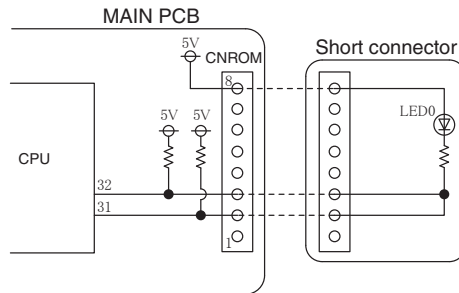 MAIN PCB
5V
CNROM
Short connector
8
LED0
5V
5V
CPU
32
31
1